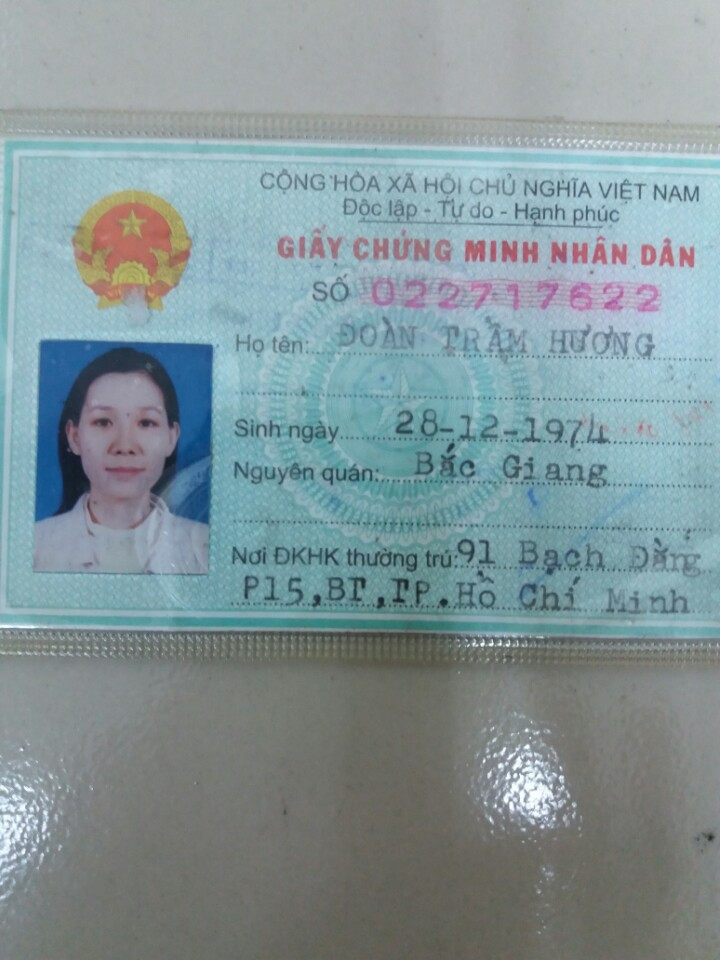 CỘNG HÒA XÃ HỘI CHỦ NGHĨA VIỆT NAM
Độc lập - Tự do - Hạnh phúc
GIẤY CHỨNG MINH NHÂN DÂN
SỐ 022717622
Họ tên: ĐOÀN TRẦM HƯƠNG
Sinh ngày 28-12-1974
Nguyên quán: Bắc Giang
Nơi ĐKHK thường trú: 91 Bạch Đằng
P15,BT,TP.Hồ Chí Minh